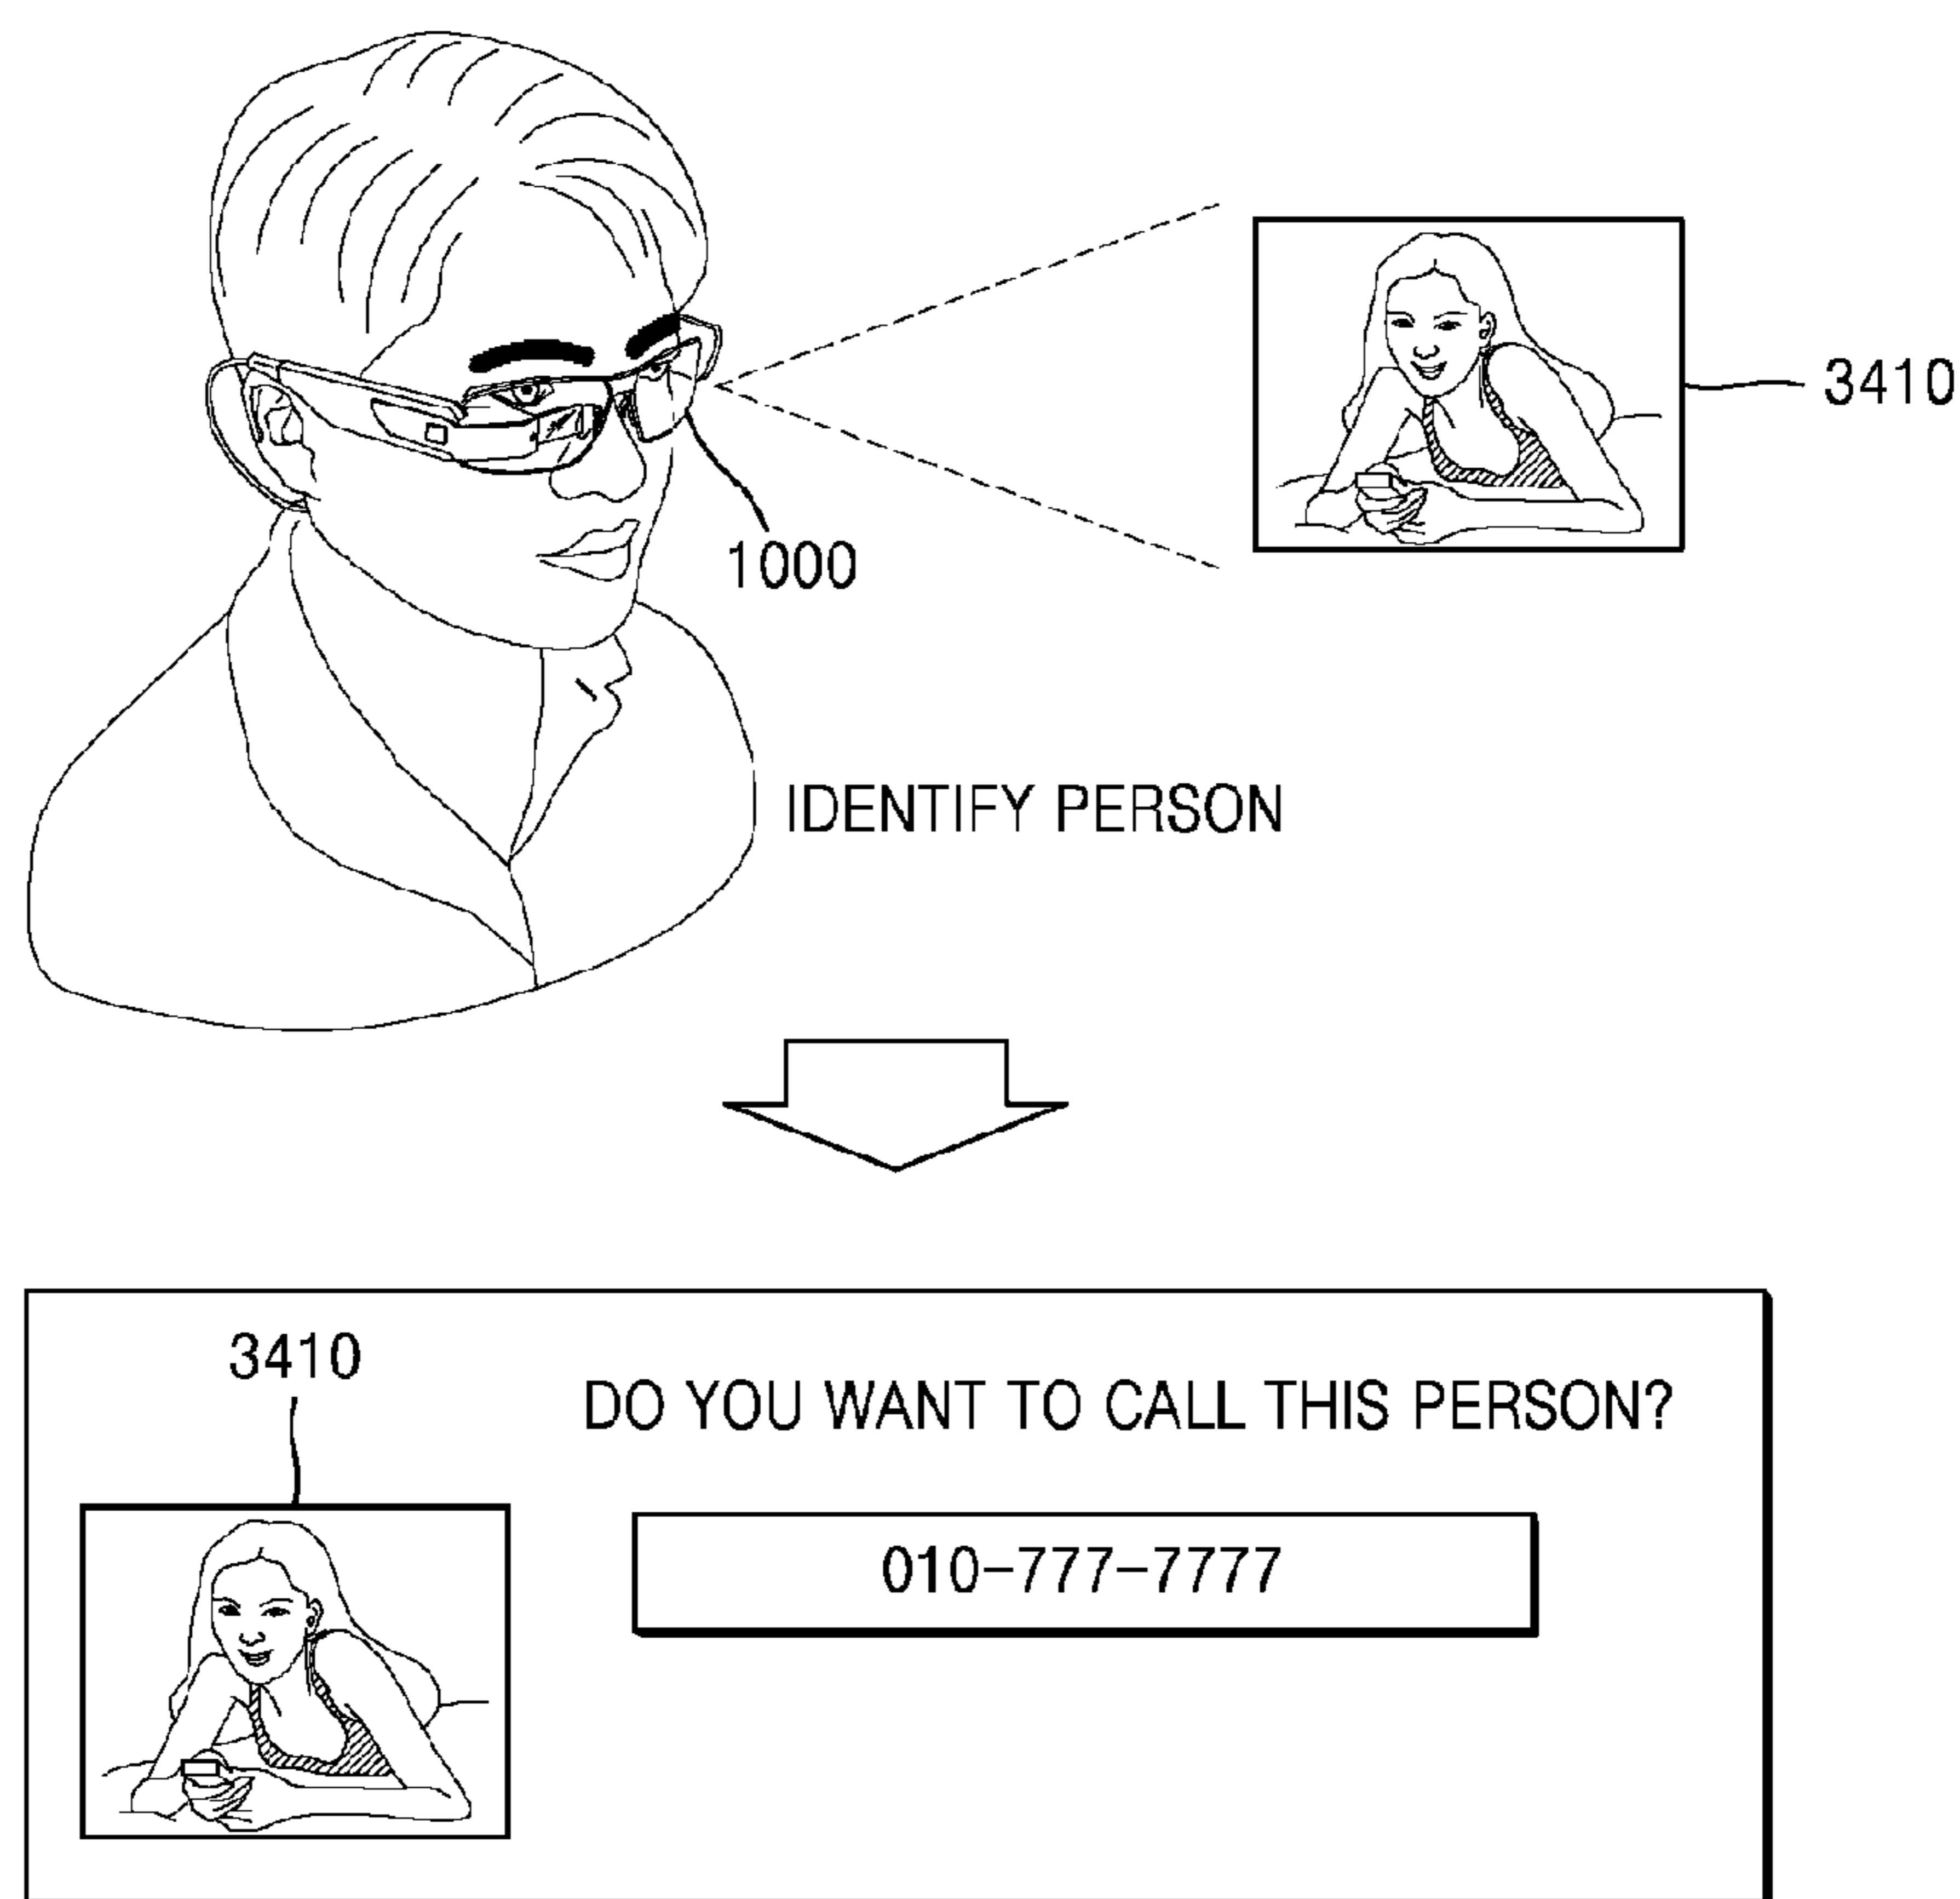 3410
1000
IDENTIFY PERSON
3410
DO YOU WANT TO CALL THIS PERSON?
010-777-7777